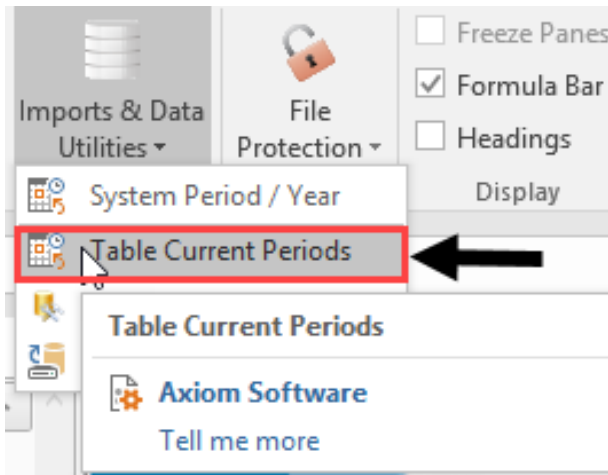 Imports & Data
Utilities
File
Protection
Freeze Panes
Formula Bar
Headings
Display
System Period / Year
Table Current Periods
Table Current Periods
Axiom Software
Tell me more